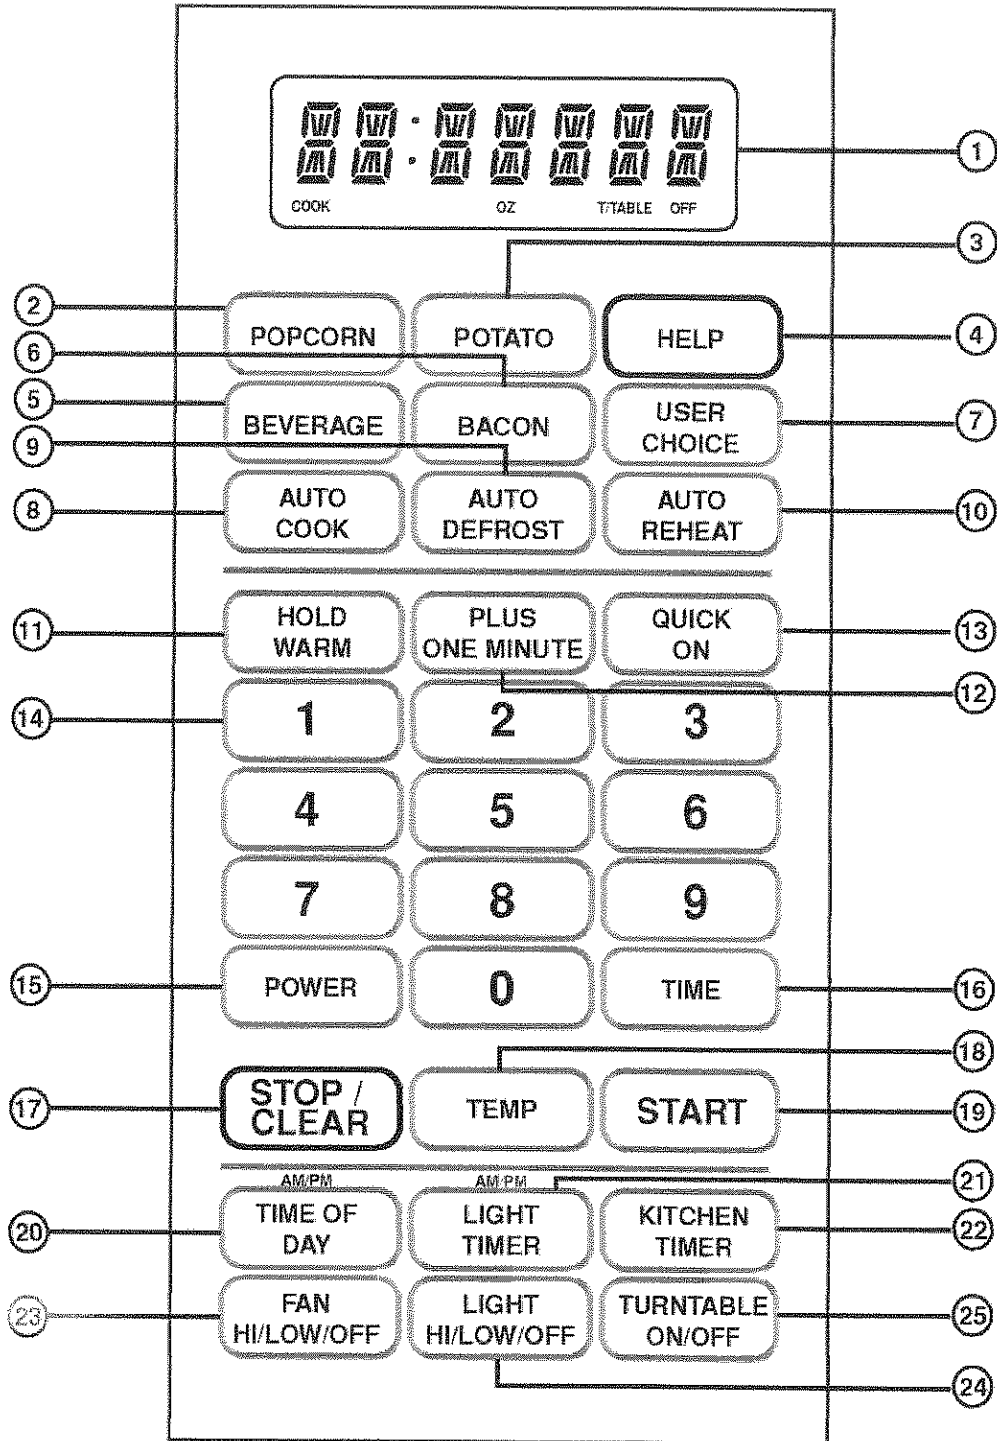 COOK OZ T/TABLE OFF
1
3
2
POPCORN POTATO HELP
4
6
5
BEVERAGE BACON
USER
CHOICE
7
9
8
AUTO
COOK
AUTO
DEFROST
AUTO
REHEAT
10
11
HOLD
WARM
PLUS
ONE MINUTE
QUICK
ON
13
12
14
1 2 3
4 5 6
7 8 9
15
POWER 0 TIME
16
18
17
STOP /
CLEAR
TEMP START
19
21
AM/PM AM/PM
20
TIME OF
DAY
LIGHT
TIMER
KITCHEN
TIMER
22
23
FAN
HI/LOW/OFF
LIGHT
HI/LOW/OFF
TURNTABLE
ON/OFF
25
24